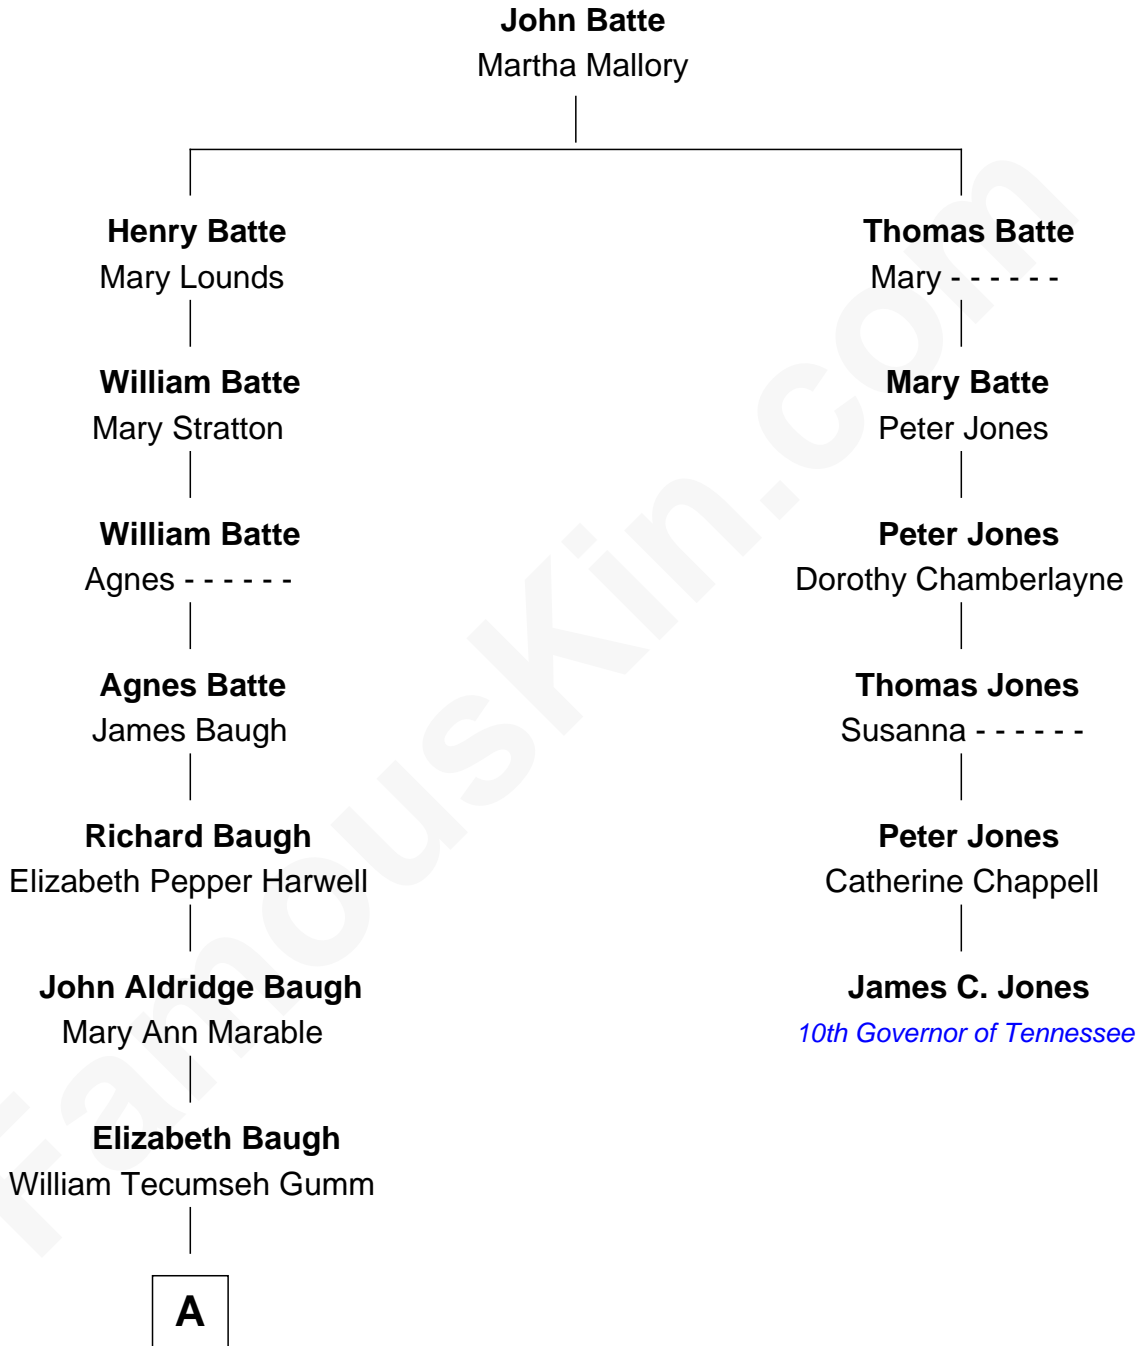 John Batte
Martha Mallory
Henry Batte
Mary Lounds
William Batte
Mary Stratton
William Batte
Agnes - - - - - -
Agnes Batte
James Baugh
Richard Baugh
Elizabeth Pepper Harwell
John Aldridge Baugh
Mary Ann Marable
Elizabeth Baugh
William Tecumseh Gumm
A
Thomas Batte
Mary - - - - - -
Mary Batte
Peter Jones
Peter Jones
Dorothy Chamberlayne
Thomas Jones
Susanna - - - - - -
Peter Jones
Catherine Chappell
James C. Jones
10th Governor of Tennessee
FamousKin.com